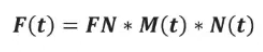 F(t) = FN * M(t) * N(t)